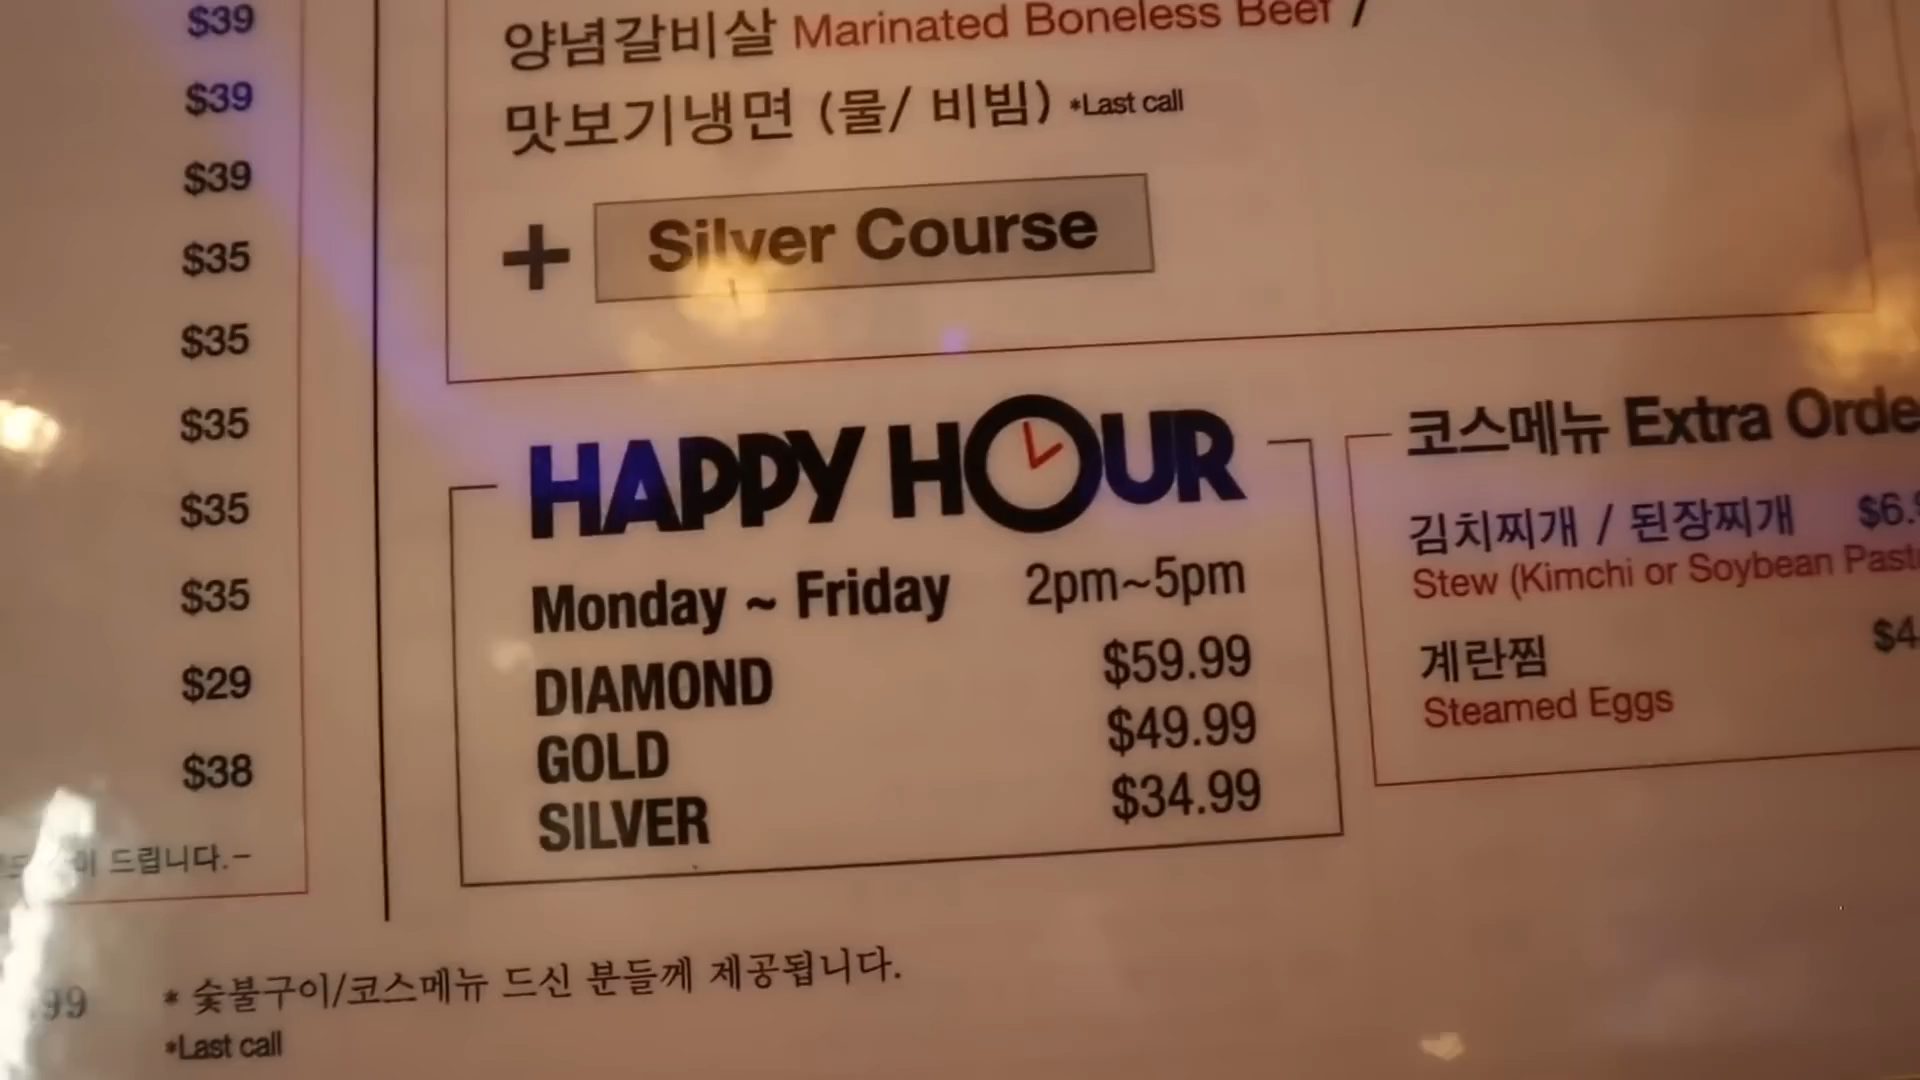 $39
$39
$39
$35
$35
$35
$35
$35
$29
$38
드립니다.-
양념갈비살 Marinated Boneless Beef /
맛보기냉면 (물/ 비빔) *Last call
+ Silver Course
HAPPY HOUR
Monday ~ Friday 2pm~5pm
DIAMOND $59.99
GOLD $49.99
SILVER $34.99
코스메뉴 Extra
김치찌개 / 된장찌개
Stew (Kimchi or Soybean
계란찜
Steamed Eggs
* 숯불구이/코스메뉴 드신 분들께 제공됩니다.
*Last call